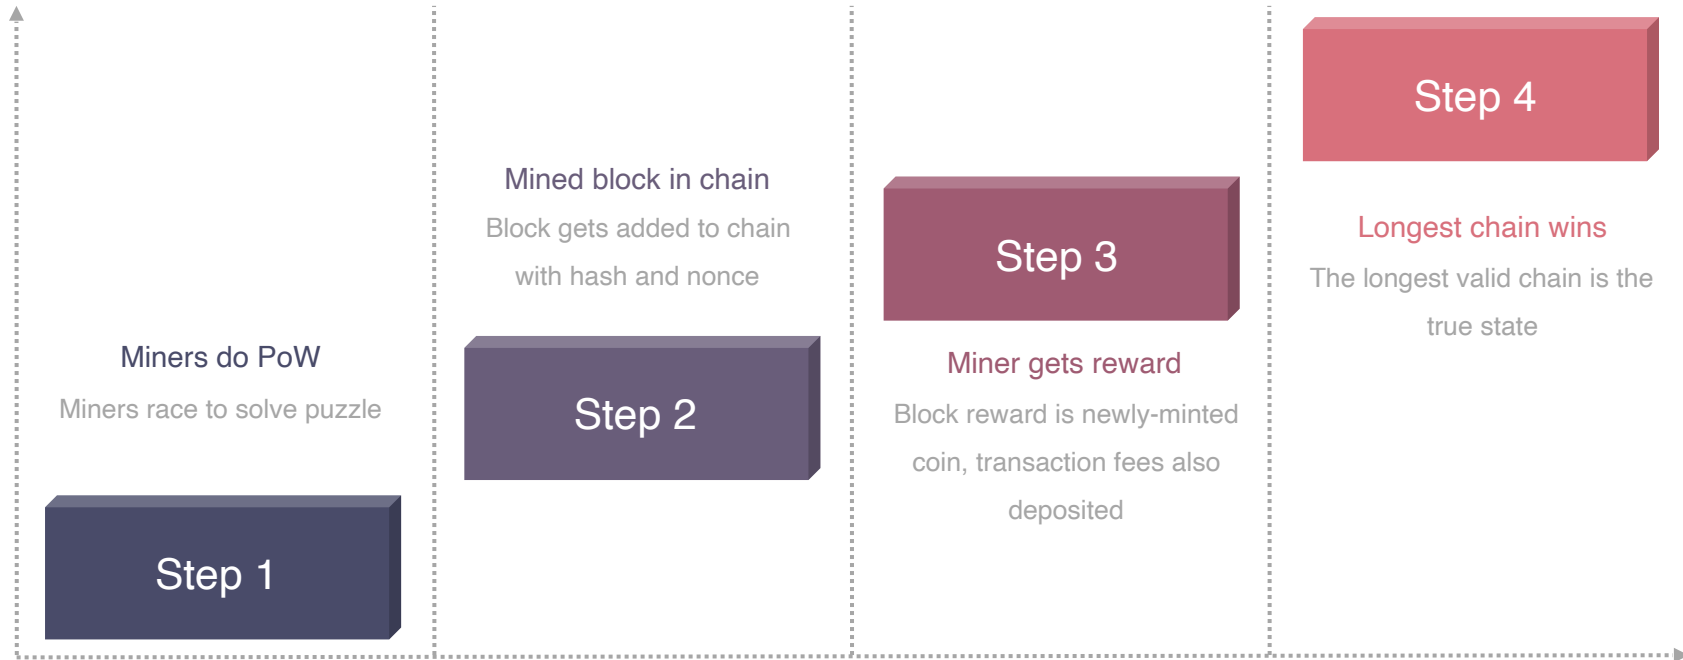 Miners do PoW
Miners race to solve puzzle
Step 1
Mined block in chain
Block gets added to chain
with hash and nonce
Step 2
Step 3
Miner gets reward
Block reward is newly-minted
coin, transaction fees also
deposited
Step 4
Longest chain wins
The longest valid chain is the
true state